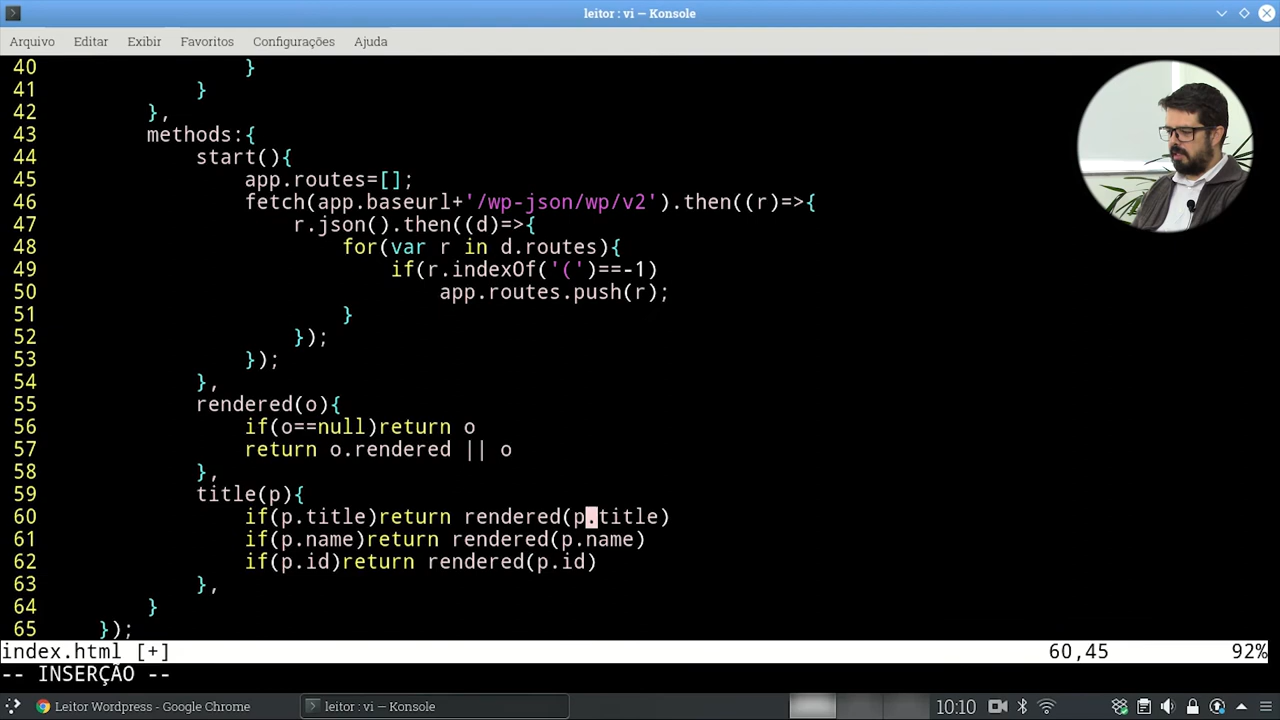 leitor : vi — Konsole
Arquivo Editar Exibir Favoritos Configurações Ajuda
40 }
41 }
42 },
43 methods:{
44 start(){
45 app.routes=[];
46 fetch(app.baseurl+'/wp-json/wp/v2').then((r)=>{
47 r.json().then((d)=>{
48 for(var r in d.routes){
49 if(r.indexOf('(')==-1)
50 app.routes.push(r);
51 }
52 });
53 });
54 },
55 rendered(o){
56 if(o==null)return o
57 return o.rendered || o
58 },
59 title(p){
60 if(p.title)return rendered(p.title)
61 if(p.name)return rendered(p.name)
62 if(p.id)return rendered(p.id)
63 },
64 }
65 });
index.html [+] 60,45 92%
-- INSERÇÃO --
Leitor Wordpress - Google Chrome leitor : vi — Konsole 10:10